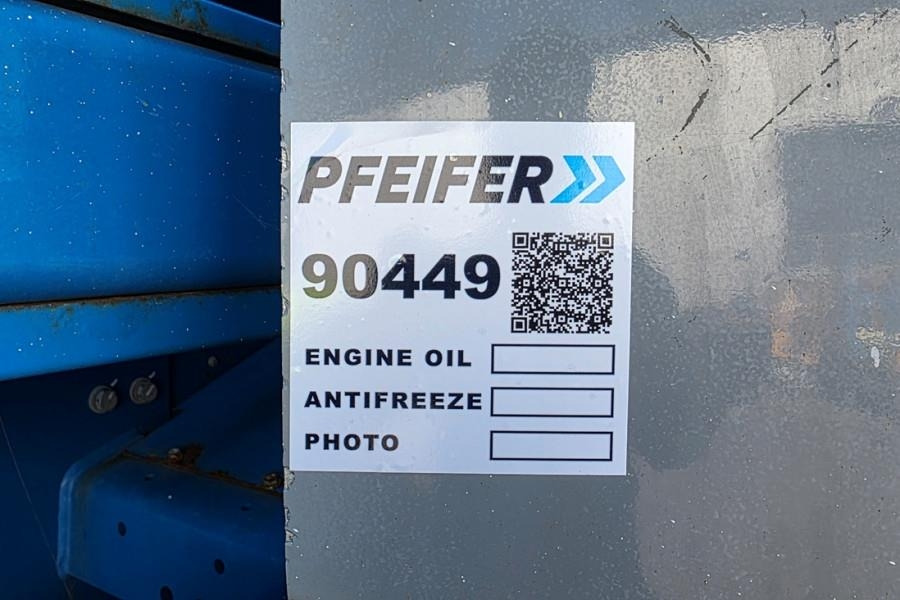 PFEIFER
90449
ENGINE OIL
ANTIFREEZE
PHOTO